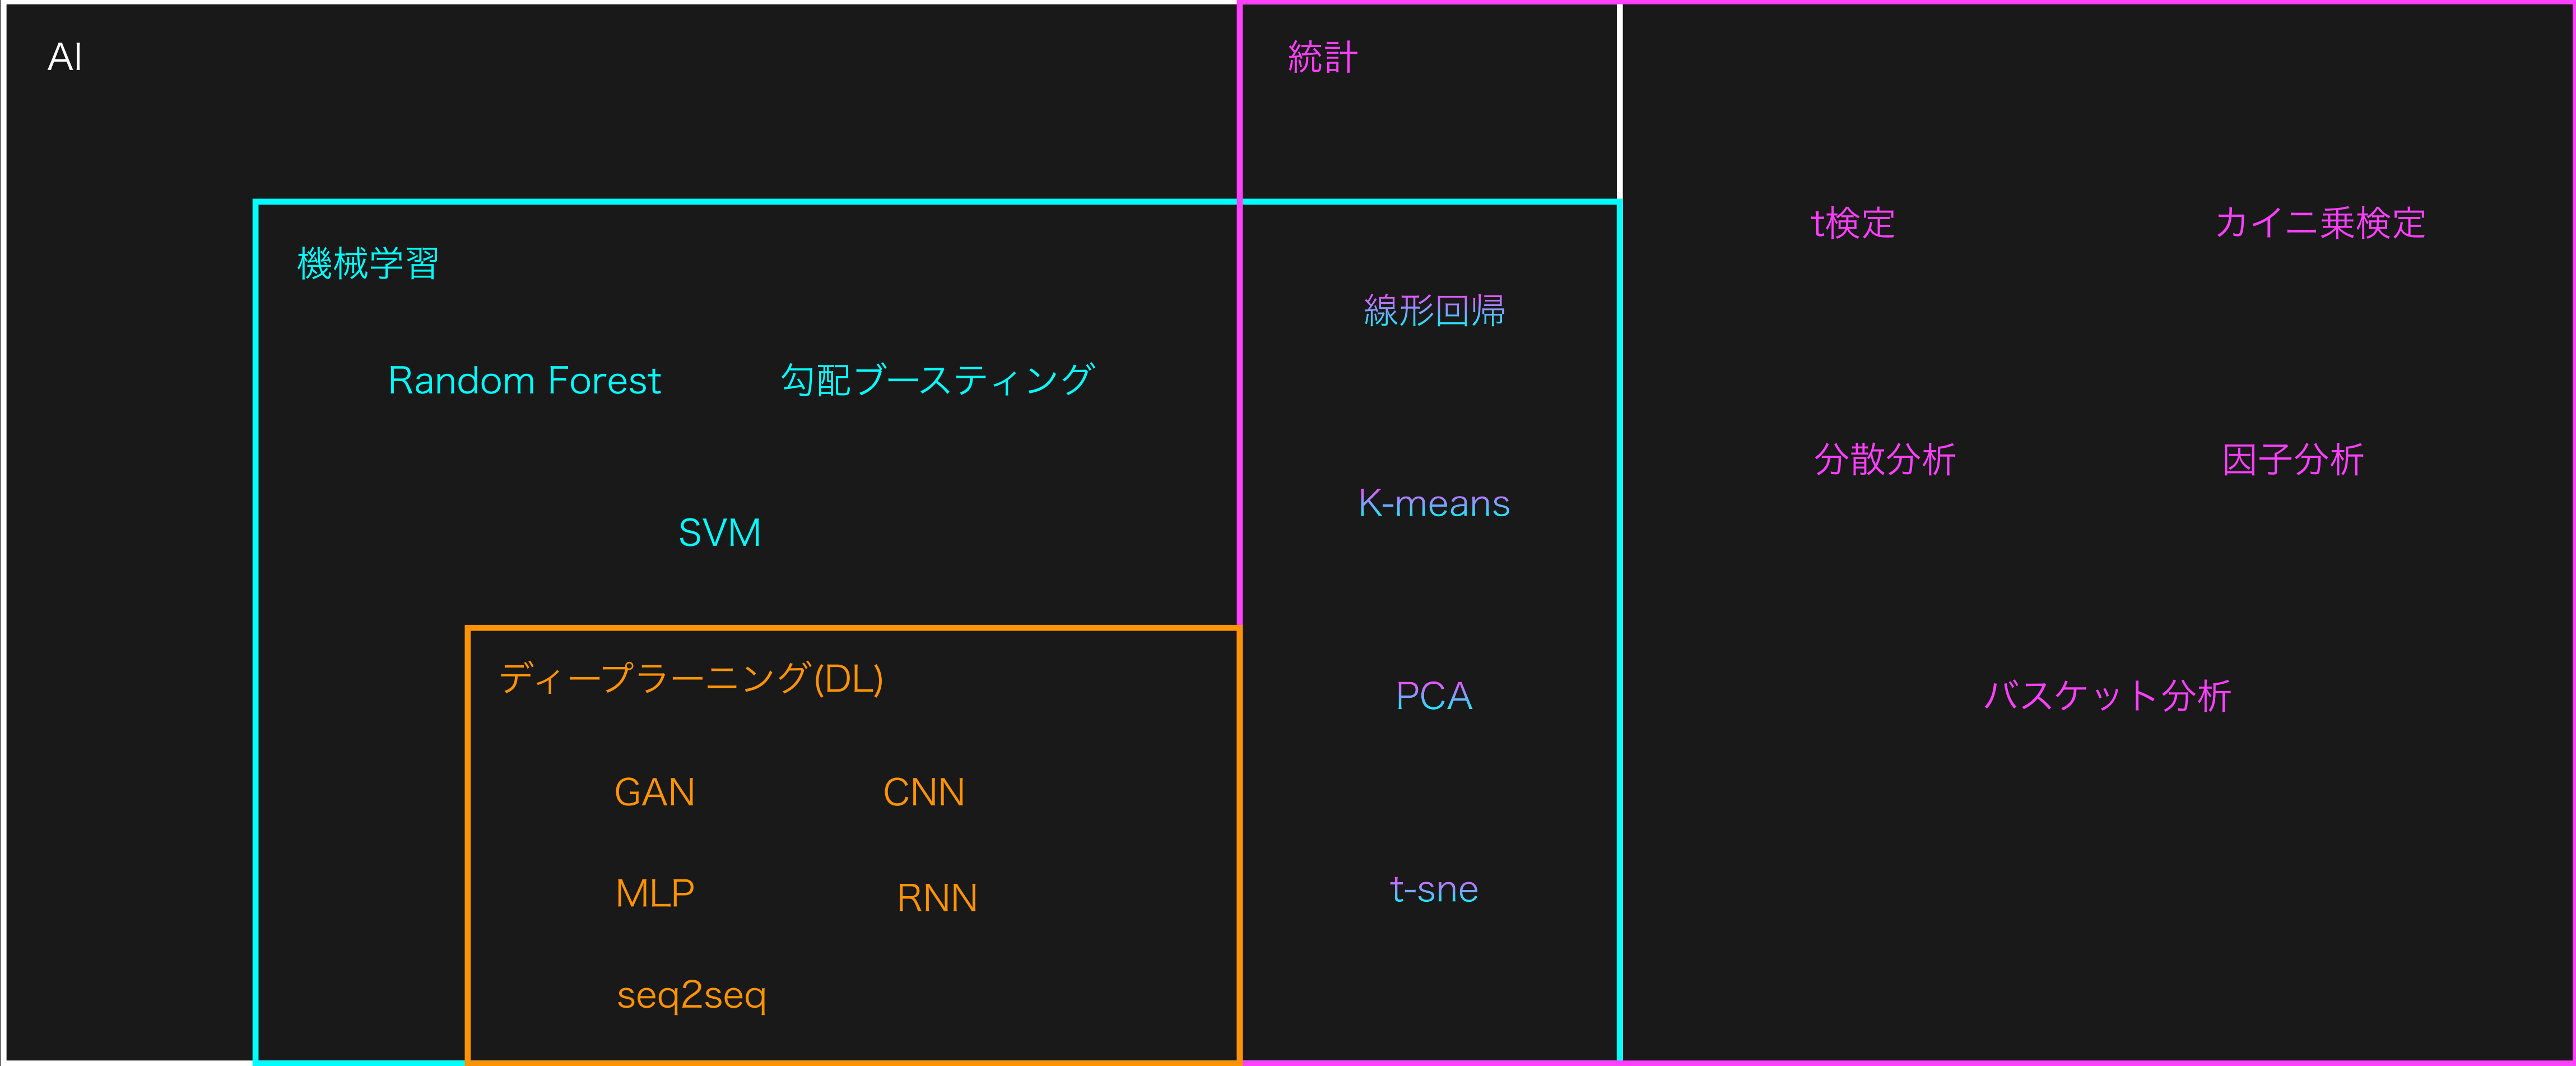 AI
統計
機械学習
Random Forest
勾配ブースティング
SVM
ディープラーニング(DL)
GAN
CNN
MLP
RNN
seq2seq
線形回帰
K-means
PCA
t-sne
t検定
カイニ乗検定
分散分析
因子分析
バスケット分析